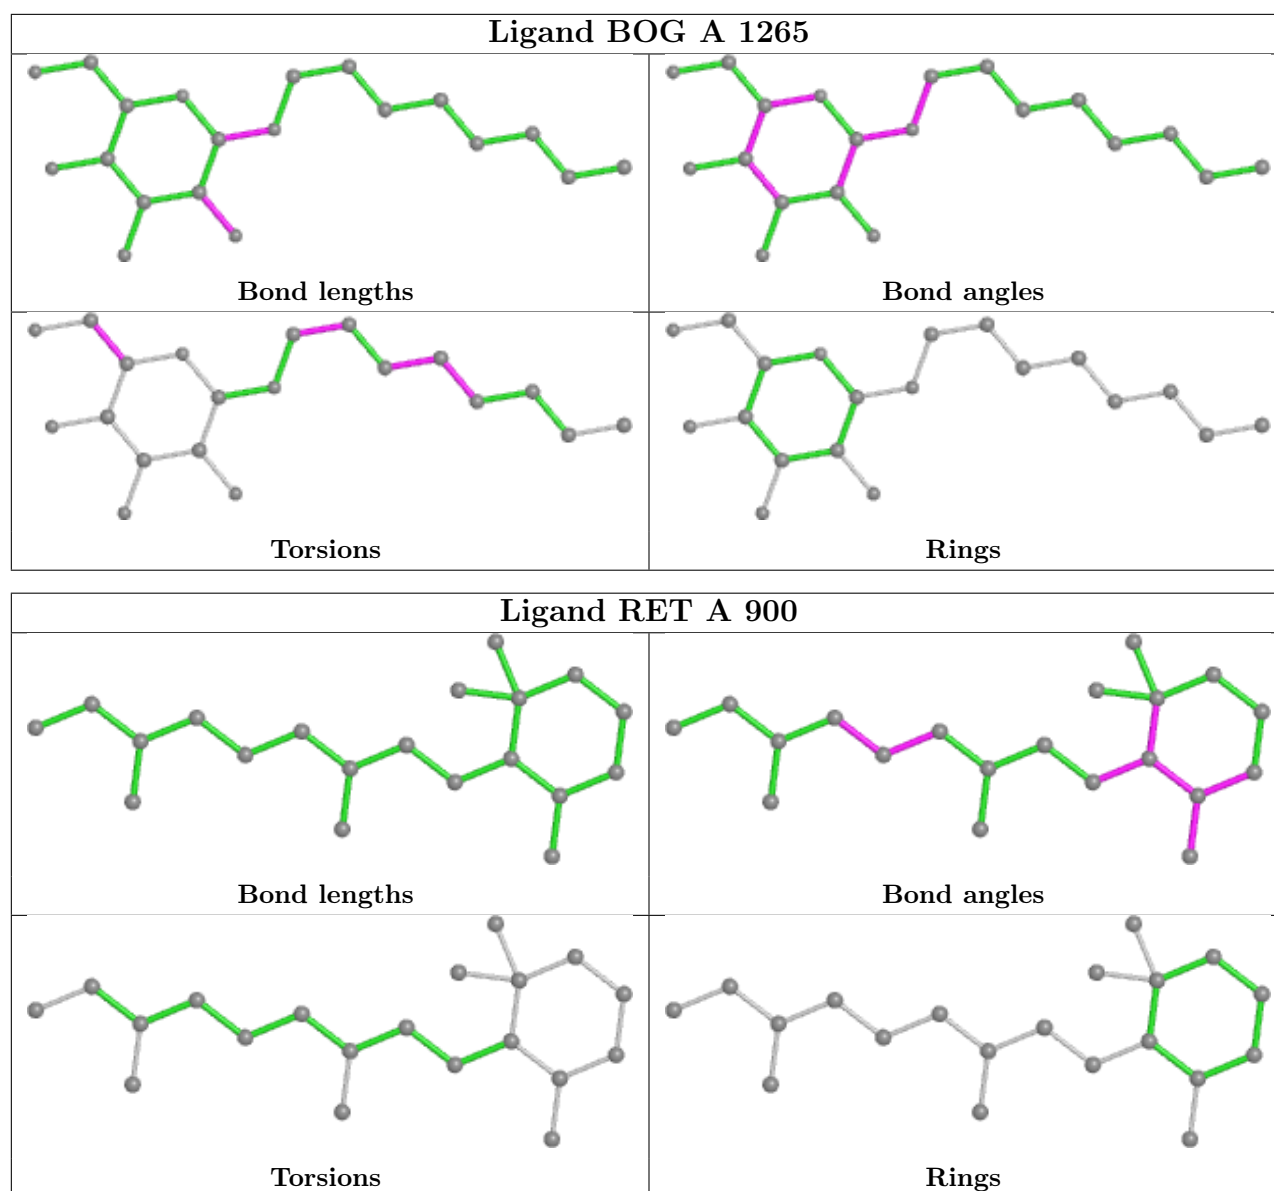 Ligand BOG A 1265
Bond lengths
Bond angles
Torsions
Rings
Ligand RET A 900
Bond lengths
Bond angles
Torsions
Rings